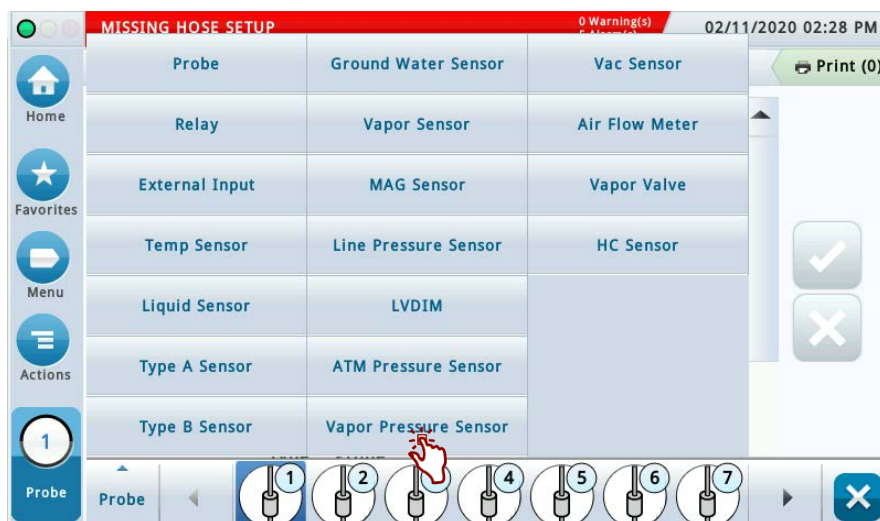 MISSING HOSE SETUP
0 Warning(s)
02/11/2020 02:28 PM
Print (0)
Home
Favorites
Menu
Actions
1
Probe
Probe Ground Water Sensor Vac Sensor
Relay Vapor Sensor Air Flow Meter
External Input MAG Sensor Vapor Valve
Temp Sensor Line Pressure Sensor HC Sensor
Liquid Sensor LVDIM
Type A Sensor ATM Pressure Sensor
Type B Sensor Vapor Pressure Sensor
Probe
1 2 4 5 6 7